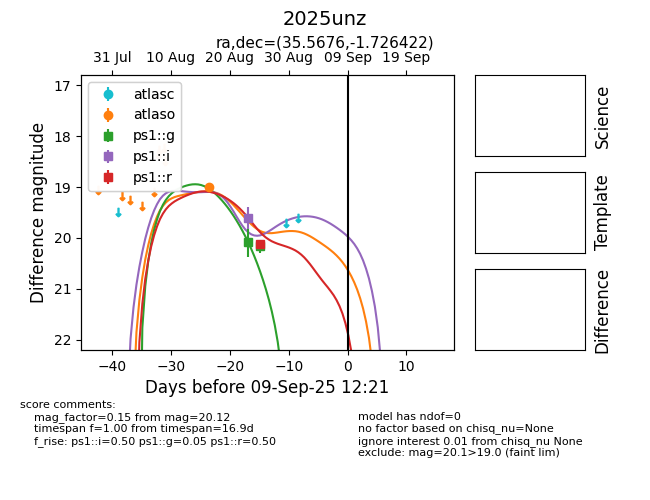 2025unz
ra,dec=(35.5676,-1.726422)
31 Jul 10 Aug 20 Aug 30 Aug 09 Sep 19 Sep
17
18
19
20
21
22
Difference magnitude
atlasc
atlaso
ps1::g
ps1::i
ps1::r
−40 −30 −20 −10 0 10
Days before 09-Sep-25 12:21
Science
Template
Difference
score comments:
mag_factor=0.15 from mag=20.12
timespan f=1.00 from timespan=16.9d
f_rise: ps1::i=0.50 ps1::g=0.05 ps1::r=0.50
model has ndof=0
no factor based on chisq_nu=None
ignore interest 0.01 from chisq_nu None
exclude: mag=20.1>19.0 (faint lim)